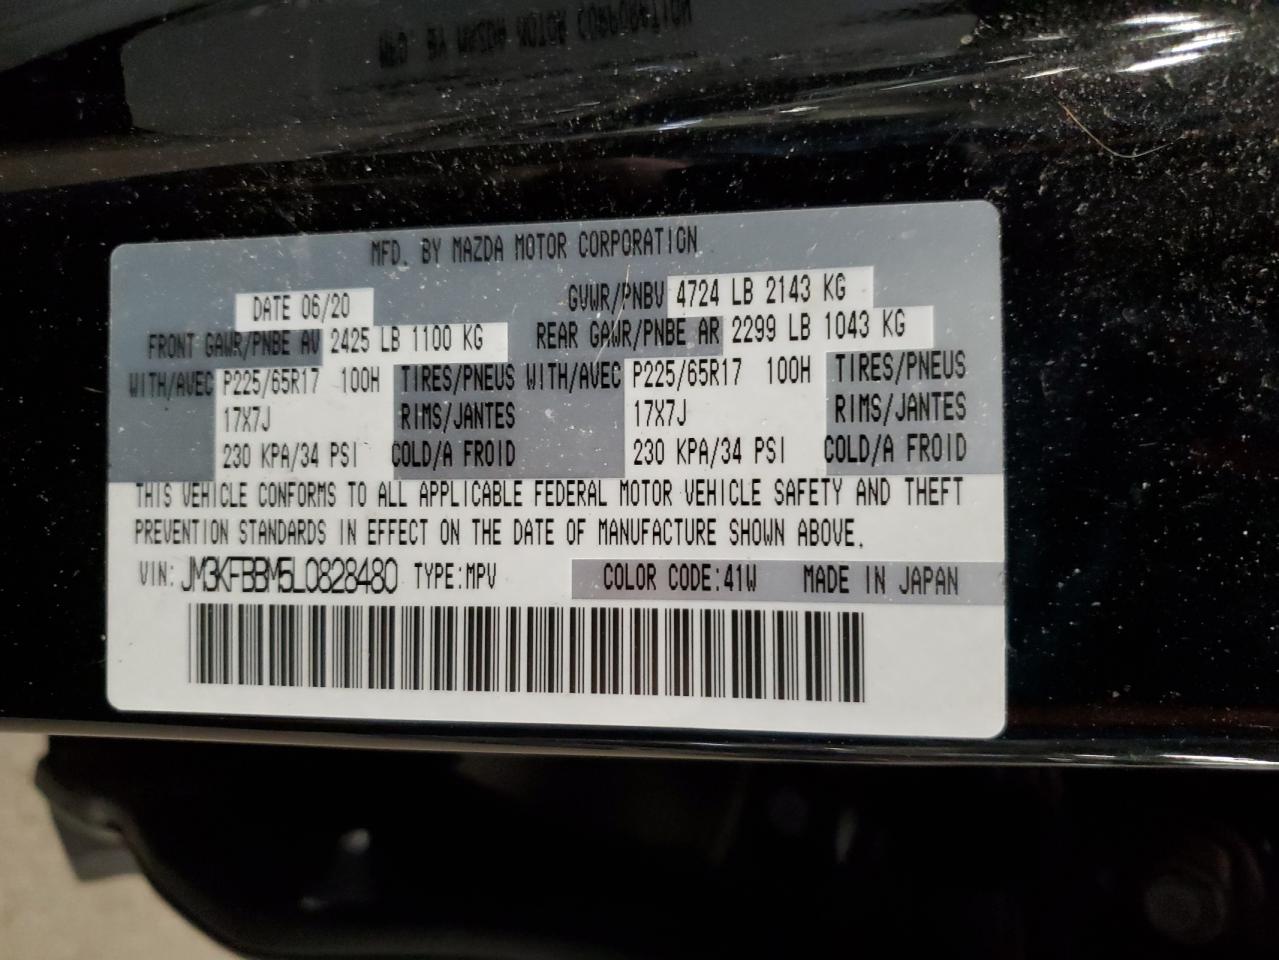 MFD. BY MAZDA MOTOR CORPORATION
DATE 06/20 GVWR/PNBV 4724 LB 2143 KG
FRONT GAWR/PNBE AV 2425 LB 1100 KG REAR GAWR/PNBE AR 2299 LB 1043 KG
WITH/AVEC P225/65R17 100H TIRES/PNEUS WITH/AVEC P225/65R17 100H TIRES/PNEUS
17X7J RIMS/JANTES 17X7J RIMS/JANTES
230 KPA/34 PSI COLD/A FROID 230 KPA/34 PSI COLD/A FROID
THIS VEHICLE CONFORMS TO ALL APPLICABLE FEDERAL MOTOR VEHICLE SAFETY AND THEFT
PREVENTION STANDARDS IN EFFECT ON THE DATE OF MANUFACTURE SHOWN ABOVE.
VIN: JM3KFBBM5L0828480 TYPE:MPV COLOR CODE:41W MADE IN JAPAN